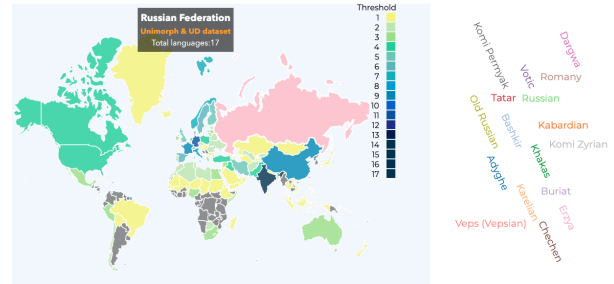 Threshold
Russian Federation
Unimorph & UD dataset
Total languages:17
1
2
3
4
5
6
7
8
9
10
11
12
13
14
15
16
17
Komi Permyak
Dargwa
Votic
Romany
Tatar
Russian
Old Russian
Bashkir
Kabardian
Komi Zyrian
Khakas
Adyghe
Karelian
Buriat
Erzya
Veps (Vepsian)
Chechen